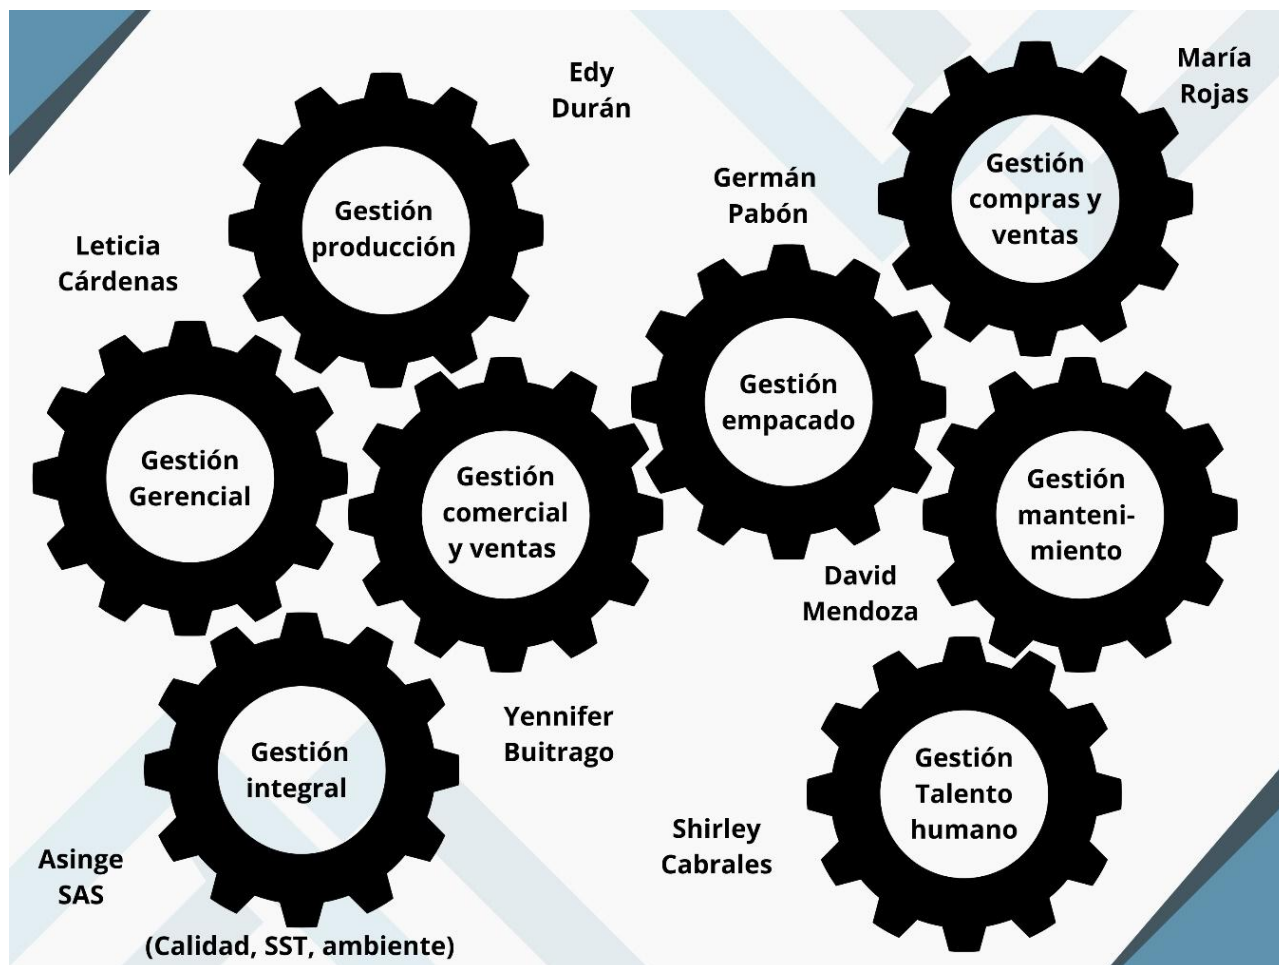 Edy
Durán
María
Rojas
Gestión
compras y
ventas
Germán
Pabón
Gestión
producción
Leticia
Cárdenas
Gestión
empacado
Gestión
Gerencial
Gestión
comercial
y ventas
Gestión
manteni-
miento
David
Mendoza
Yennifer
Buitrago
Gestión
integral
Gestión
Talento
humano
Shirley
Cabrales
Asinge
SAS
(Calidad, SST, ambiente)